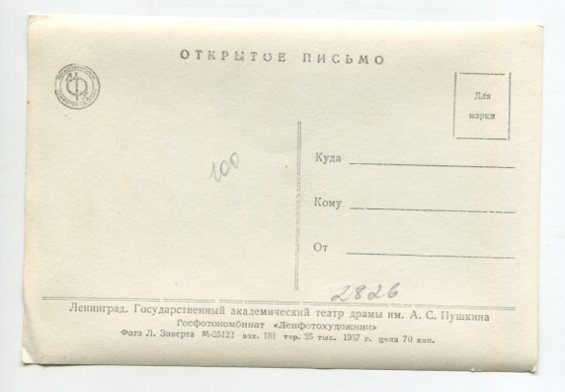 ОТКРЫТОЕ ПИСЬМО
Для
марки
100
Куда
Кому
От
2826
Ленинград. Государственный академический театр драмы им. А. С. Пушкина
Госфотокомбинат «Ленфотохудожник»
Фото Л. Зиверта М-25122 зак. 181 тир. 25 тыс. 1957 г. цена 70 коп.